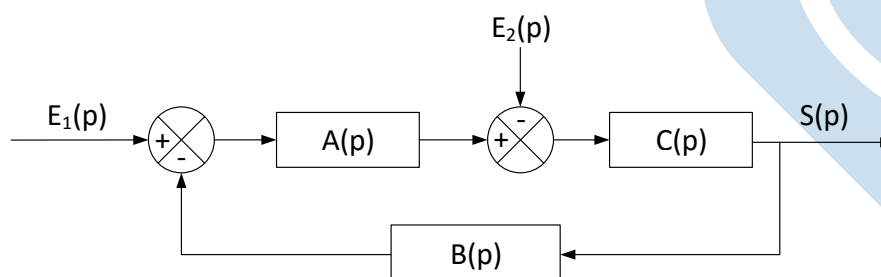 E₂(p)
E₁(p)
S(p)
+
-
A(p)
+
-
C(p)
B(p)